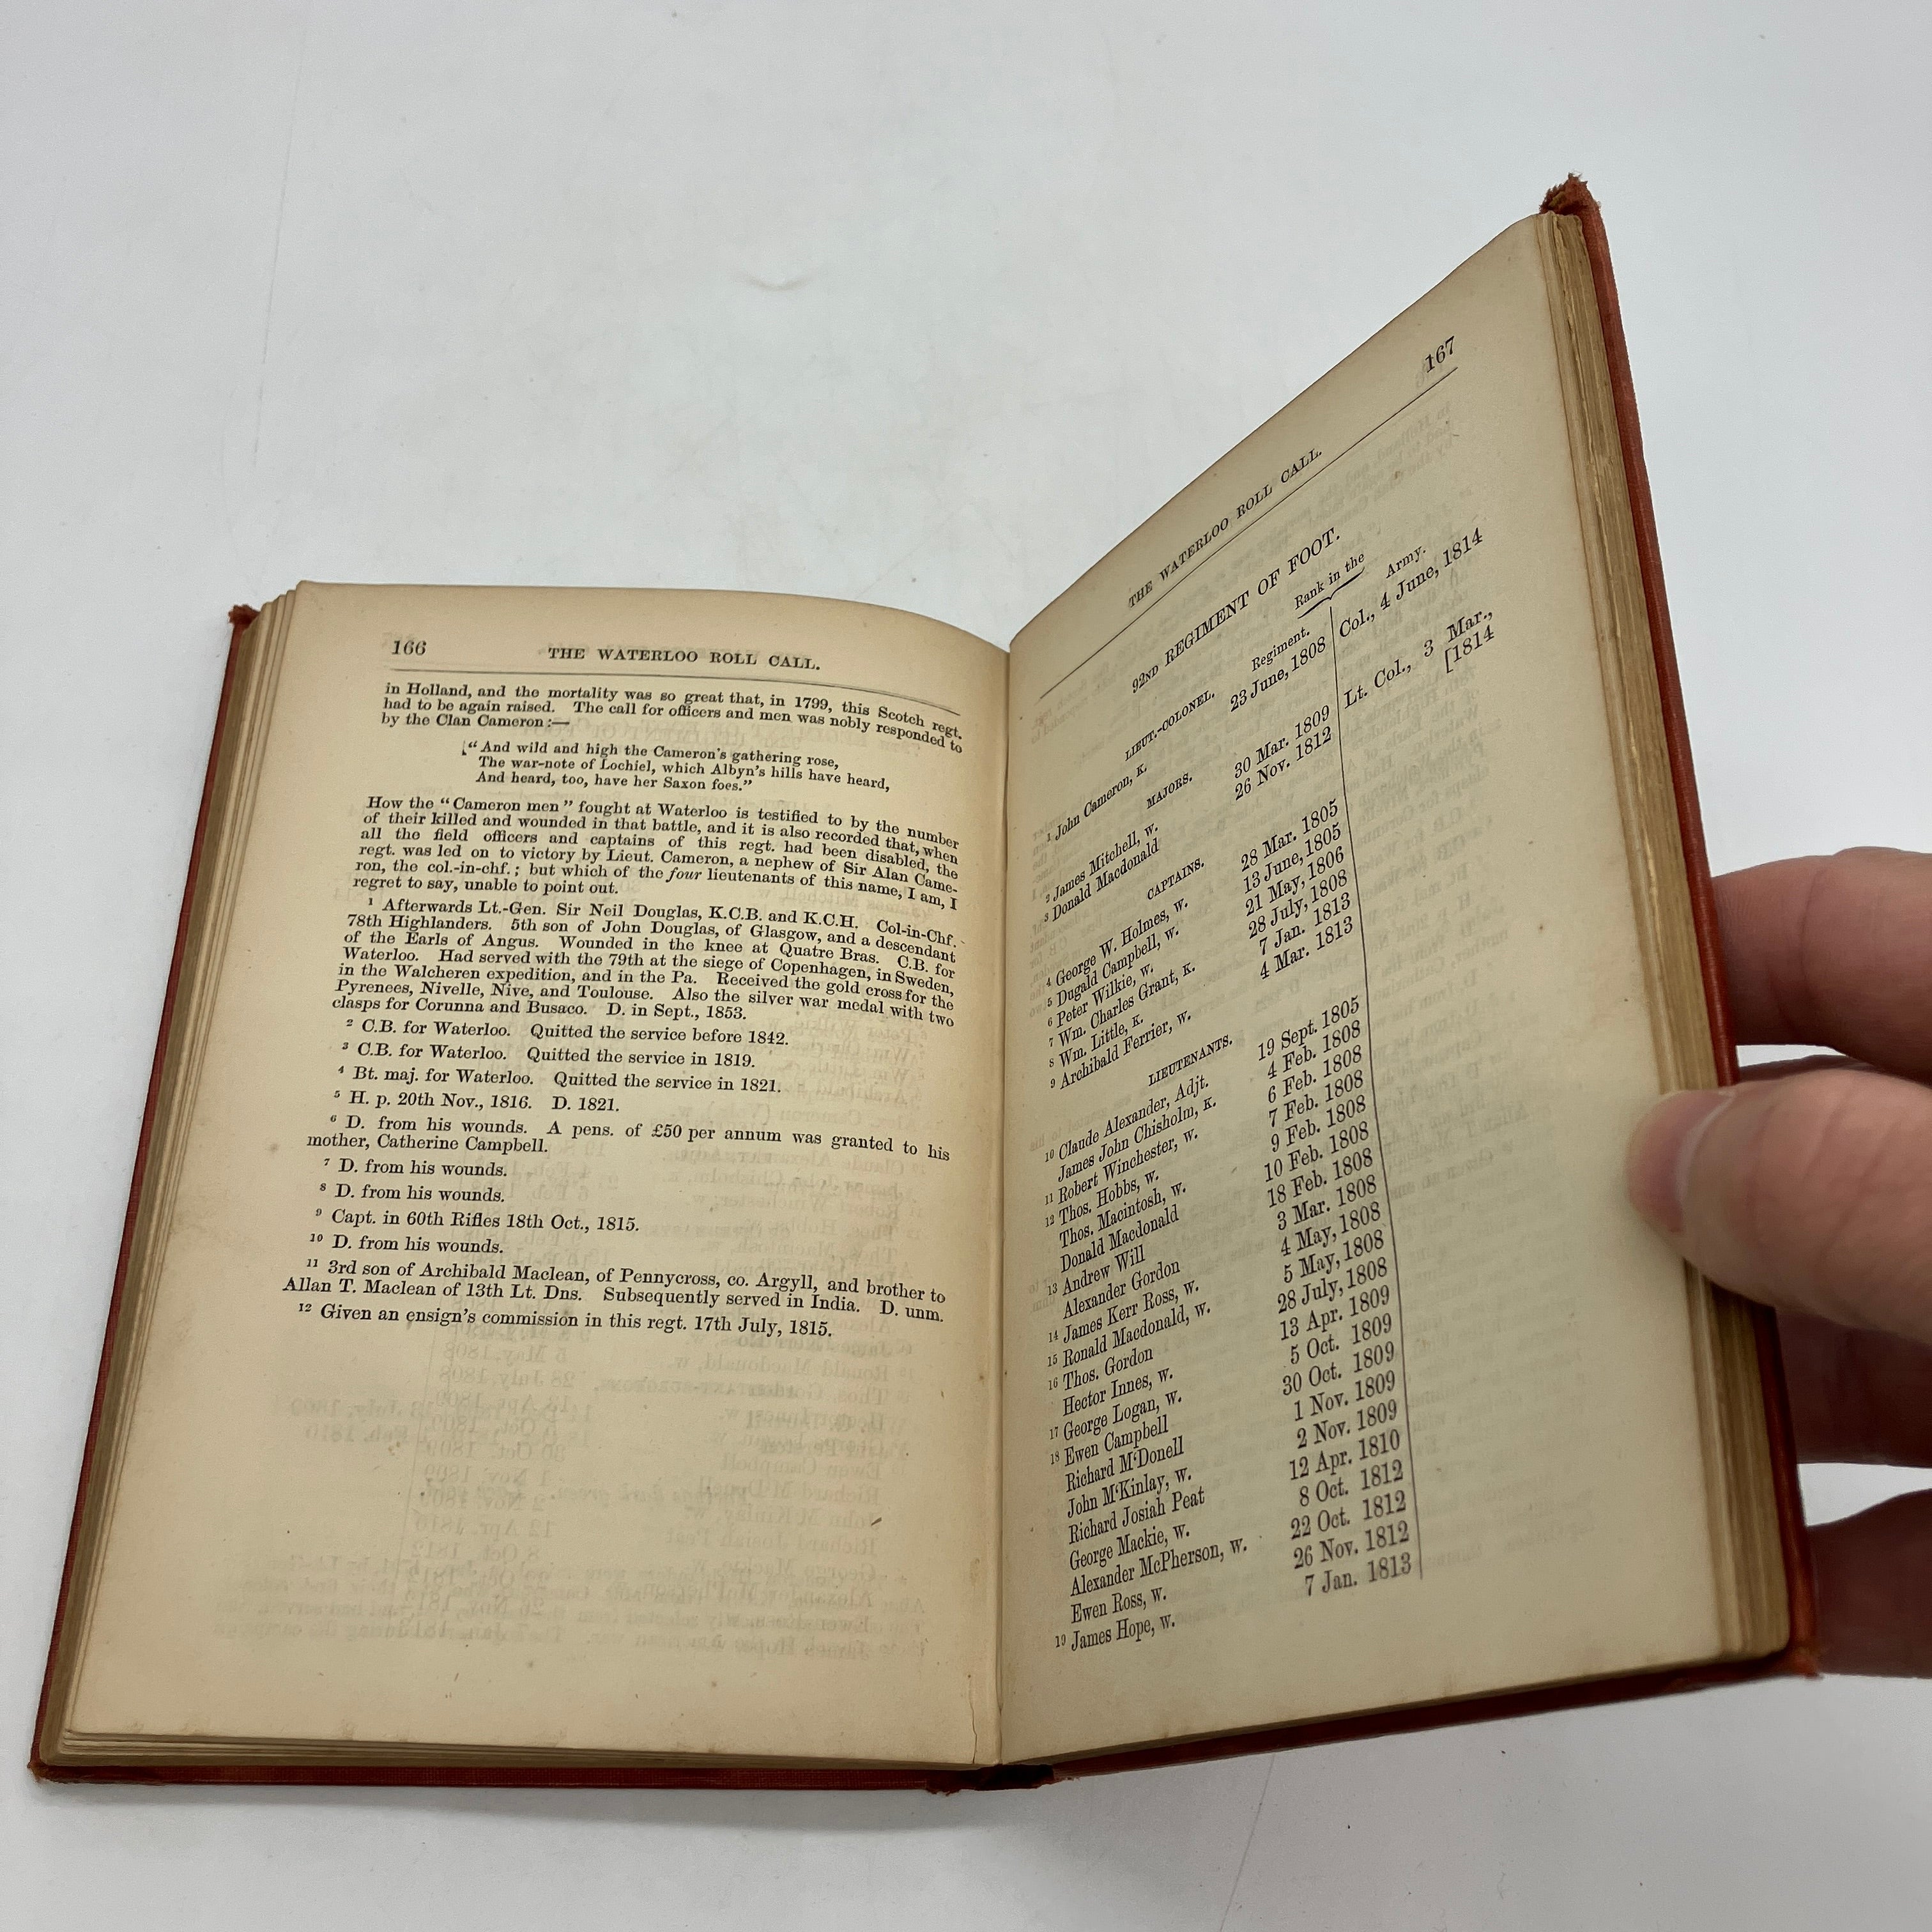 166
THE WATERLOO ROLL CALL.
in Holland, and the mortality was so great that, in 1799, this Scotch regt.
had to be again raised. The call for officers and men was nobly responded to
by the Clan Cameron:—
"And wild and high the Cameron's gathering rose,
The war-note of Lochiel, which Albyn's hills have heard,
And heard, too, have her Saxon foes."
How the "Cameron men" fought at Waterloo is testified to by the number
of their killed and wounded in that battle, and it is also recorded that, when
all the field officers and captains of this regt. had been disabled, the
regt. was led on to victory by Lieut. Cameron, a nephew of Sir Alan Came-
ron, the col.-in-chf.; but which of the four lieutenants of this name, I am, I
regret to say, unable to point out.
1 Afterwards Lt.-Gen. Sir Neil Douglas, K.C.B. and K.C.H. Col-in-Chf.
78th Highlanders. 5th son of John Douglas, of Glasgow, and a descendant
of the Earls of Angus. Wounded in the knee at Quatre Bras. C.B. for
Waterloo. Had served with the 79th at the siege of Copenhagen, in Sweden,
in the Walcheren expedition, and in the Pa. Received the gold cross for the
Pyrenees, Nivelle, Nive, and Toulouse. Also the silver war medal with two
clasps for Corunna and Busaco. D. in Sept., 1853.
2 C.B. for Waterloo. Quitted the service before 1842.
3 C.B. for Waterloo. Quitted the service in 1819.
4 Bt. maj. for Waterloo. Quitted the service in 1821.
5 H. p. 20th Nov., 1816. D. 1821.
6 D. from his wounds. A pens. of £50 per annum was granted to his
mother, Catherine Campbell.
7 D. from his wounds.
8 D. from his wounds.
9 Capt. in 60th Rifles 18th Oct., 1815.
10 D. from his wounds.
11 3rd son of Archibald Maclean, of Pennycross, co. Argyll, and brother to
Allan T. Maclean of 13th Lt. Dns. Subsequently served in India. D. unm.
12 Given an ensign's commission in this regt. 17th July, 1815.
THE WATERLOO ROLL CALL. 167
92ND REGIMENT OF FOOT.
Rank in the
Regiment. Army.
LIEUT.-COLONEL.
1 John Cameron, K. 23 June, 1808 Col., 4 June, 1814
MAJORS.
2 James Mitchell, W. 30 Mar. 1809 Lt. Col., 3 Mar.,
[1814
3 Donald Macdonald 26 Nov. 1812
CAPTAINS.
4 George W. Holmes, W. 28 Mar. 1805
5 Dugald Campbell, W. 13 June, 1805
6 Peter Wilkie, W. 21 May, 1806
7 Wm. Charles Grant, K. 28 July, 1808
8 Wm. Little, K. 7 Jan. 1813
9 Archibald Ferrier, W. 4 Mar. 1813
LIEUTENANTS.
10 Claude Alexander, Adjt. 19 Sept. 1805
James John Chisholm, K. 4 Feb. 1808
11 Robert Winchester, W. 6 Feb. 1808
12 Thos. Hobbs, W. 7 Feb. 1808
Thos. Macintosh, W. 9 Feb. 1808
Donald Macdonald 10 Feb. 1808
13 Andrew Will 18 Feb. 1808
Alexander Gordon 3 Mar. 1808
14 James Kerr Ross, W. 4 May, 1808
15 Ronald Macdonald, W. 5 May, 1808
16 Thos. Gordon 28 July, 1808
Hector Innes, W. 13 Apr. 1809
17 George Logan, W. 5 Oct. 1809
18 Ewen Campbell 30 Oct. 1809
Richard M'Donell 1 Nov. 1809
John M'Kinlay, W. 2 Nov. 1809
Richard Josiah Peat 12 Apr. 1810
George Mackie, W. 8 Oct. 1812
Alexander McPherson, W. 22 Oct. 1812
Ewen Ross, W. 26 Nov. 1812
19 James Hope, W. 7 Jan. 1813